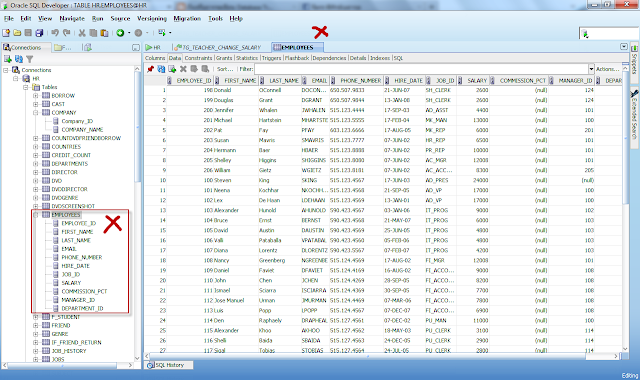 Oracle SQL Developer : TABLE HR.EMPLOYEES@HR
File Edit View Navigate Run Source Versioning Migration Tools Help
Connections
HR TG_TEACHER_CHANGE_SALARY EMPLOYEES
Columns Data Constraints Grants Statistics Triggers Flashback Dependencies Details Indexes SQL
Sort... Filter: Actions...
Connections
HR
Tables
BORROW
CAST
COMPANY
Company_ID
COMPANY_NAME
COUNTDVDFRIENDBORROW
COUNTRIES
CREDIT_COUNT
DEPARTMENTS
DIRECTOR
DVD
DVDDIRECTOR
DVDGENRE
DVDSCREENSHOT
EMPLOYEES
EMPLOYEE_ID
FIRST_NAME
LAST_NAME
EMAIL
PHONE_NUMBER
HIRE_DATE
JOB_ID
SALARY
COMMISSION_PCT
MANAGER_ID
DEPARTMENT_ID
F_STUDENT
FRIEND
GENRE
IF_FRIEND_RETURN
JOB_HISTORY
JOBS
EMPLOYEE_ID FIRST_NAME LAST_NAME EMAIL PHONE_NUMBER HIRE_DATE JOB_ID SALARY COMMISSION_PCT MANAGER_ID DEPAR
1 198 Donald OConnell DOCON... 650.507.9833 21-JUN-07 SH_CLERK 2600 (null) 124
2 199 Douglas Grant DGRANT 650.507.9844 13-JAN-08 SH_CLERK 2600 (null) 124
3 200 Jennifer Whalen JWHALEN 515.123.4444 17-SEP-03 AD_ASST 4400 (null) 101
4 201 Michael Hartstein MHARTSTE 515.123.5555 17-FEB-04 MK_MAN 13000 (null) 100
5 202 Pat Fay PFAY 603.123.6666 17-AUG-05 MK_REP 6000 (null) 201
6 203 Susan Mavris SMAVRIS 515.123.7777 07-JUN-02 HR_REP 6500 (null) 101
7 204 Hermann Baer HBAER 515.123.8888 07-JUN-02 PR_REP 10000 (null) 101
8 205 Shelley Higgins SHIGGINS 515.123.8080 07-JUN-02 AC_MGR 12008 (null) 101
9 206 William Gietz WGIETZ 515.123.8181 07-JUN-02 AC_ACC... 8300 (null) 205
10 100 Steven King SKING 515.123.4567 17-JUN-03 AD_PRES 24000 (null) (null)
11 101 Neena Kochhar NKOCHH... 515.123.4568 21-SEP-05 AD_VP 17000 (null) 100
12 102 Lex De Haan LDEHAAN 515.123.4569 13-JAN-01 AD_VP 17000 (null) 100
13 103 Alexander Hunold AHUNOLD 590.423.4567 03-JAN-06 IT_PROG 9000 (null) 102
14 104 Bruce Ernst BERNST 590.423.4568 21-MAY-07 IT_PROG 6000 (null) 103
15 105 David Austin DAUSTIN 590.423.4569 25-JUN-05 IT_PROG 4800 (null) 103
16 106 Valli Pataballa VPATABAL 590.423.4560 05-FEB-06 IT_PROG 4800 (null) 103
17 107 Diana Lorentz DLORENTZ 590.423.5567 07-FEB-07 IT_PROG 4200 (null) 103
18 108 Nancy Greenberg NGREENBE 515.124.4569 17-AUG-02 FI_MGR 12008 (null) 101
19 109 Daniel Faviet DFAVIET 515.124.4169 16-AUG-02 FI_ACCO... 9000 (null) 108
20 110 John Chen JCHEN 515.124.4269 28-SEP-05 FI_ACCO... 8200 (null) 108
21 111 Ismael Sciarra ISCIARRA 515.124.4369 30-SEP-05 FI_ACCO... 7700 (null) 108
22 112 Jose Manuel Urman JMURMAN 515.124.4469 07-MAR-06 FI_ACCO... 7800 (null) 108
23 113 Luis Popp LPOPP 515.124.4567 07-DEC-07 FI_ACCO... 6900 (null) 108
24 114 Den Raphaely DRAPHEAL 515.127.4561 07-DEC-02 PU_MAN 11000 (null) 100
25 115 Alexander Khoo AKHOO 515.127.4562 18-MAY-03 PU_CLERK 3100 (null) 114
26 116 Shelli Baida SBAIDA 515.127.4563 24-DEC-05 PU_CLERK 2900 (null) 114
27 117 Sigal Tobias STOBIAS 515.127.4564 24-JUL-05 PU_CLERK 2800 (null) 114
SQL History
Snippets
Extended Search
Editing